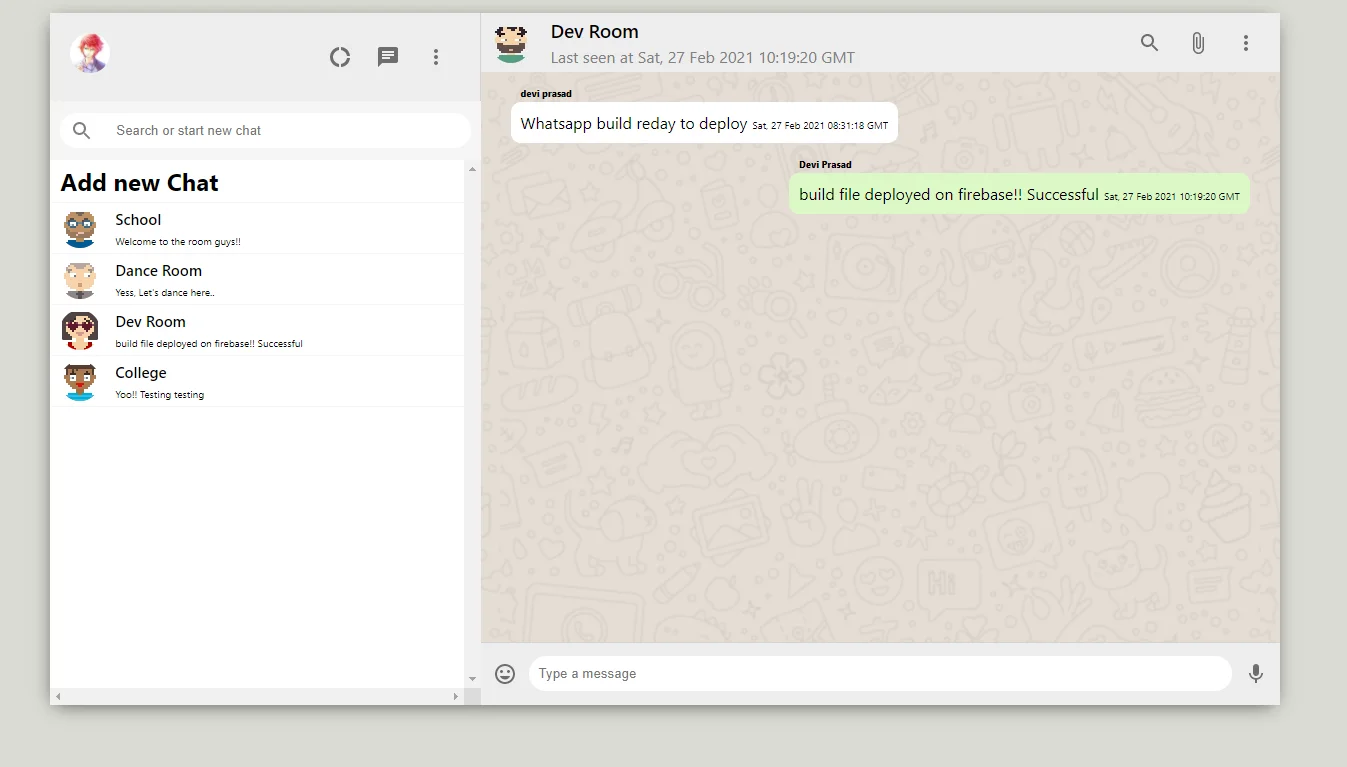 Search or start new chat
Add new Chat
School
Welcome to the room guys!!
Dance Room
Yess, Let's dance here..
Dev Room
build file deployed on firebase!! Successful
College
Yoo!! Testing testing
Dev Room
Last seen at Sat, 27 Feb 2021 10:19:20 GMT
devi prasad
Whatsapp build reday to deploy Sat, 27 Feb 2021 08:31:18 GMT
Devi Prasad
build file deployed on firebase!! Successful Sat, 27 Feb 2021 10:19:20 GMT
Hi
Type a message